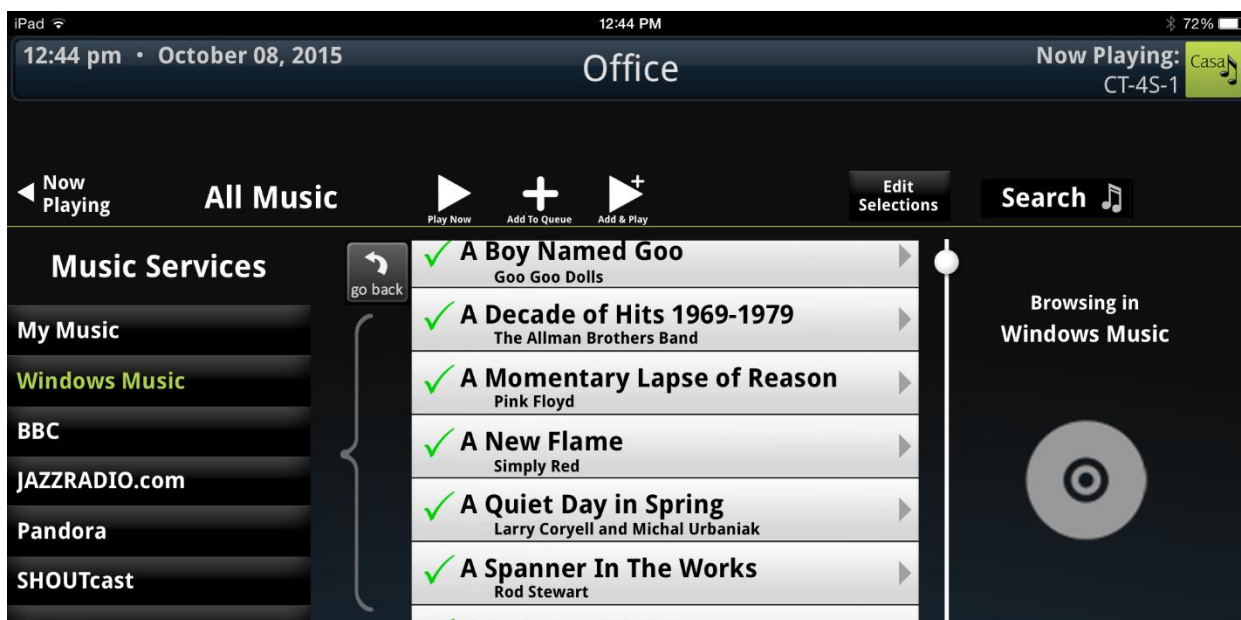 iPad 12:44 PM 72%
12:44 pm • October 08, 2015
Office
Now Playing:
CT-4S-1
Casa
Now
Playing
All Music
Play Now
Add To Queue
Add & Play
Edit
Selections
Search
Music Services
go back
My Music
Windows Music
BBC
JAZZRADIO.com
Pandora
SHOUTcast
A Boy Named Goo
Goo Goo Dolls
A Decade of Hits 1969-1979
The Allman Brothers Band
A Momentary Lapse of Reason
Pink Floyd
A New Flame
Simply Red
A Quiet Day in Spring
Larry Coryell and Michal Urbaniak
A Spanner In The Works
Rod Stewart
Browsing in
Windows Music